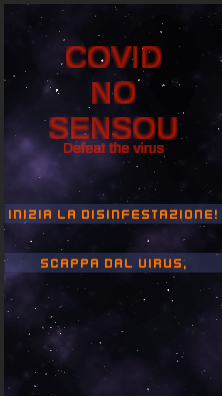 COVID
NO
SENSOU
Defeat the virus
INIZIA LA DISINFESTAZIONE!
SCAPPA DAL VIRUS,